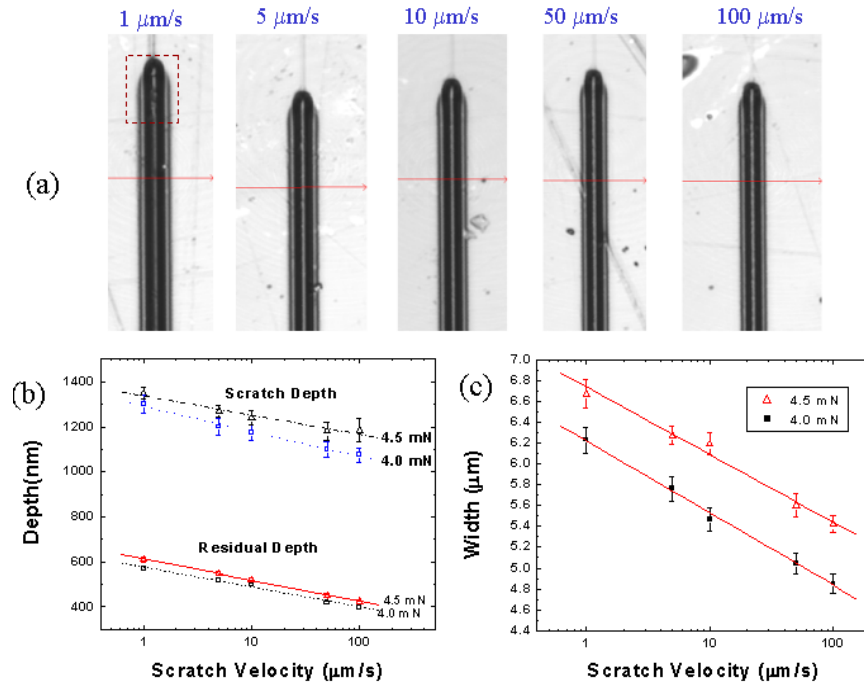 1 μm/s 5 μm/s 10 μm/s 50 μm/s 100 μm/s
(a)
(b)
1400
1200
1000
800
600
400
Depth(nm)
Scratch Depth
4.5 mN
4.0 mN
Residual Depth
4.5 mN
4.0 mN
1 10 100
Scratch Velocity (μm/s)
(c)
7.0
6.8
6.6
6.4
6.2
6.0
5.8
5.6
5.4
5.2
5.0
4.8
4.6
4.4
Width (μm)
4.5 mN
4.0 mN
1 10 100
Scratch Velocity (μm/s)